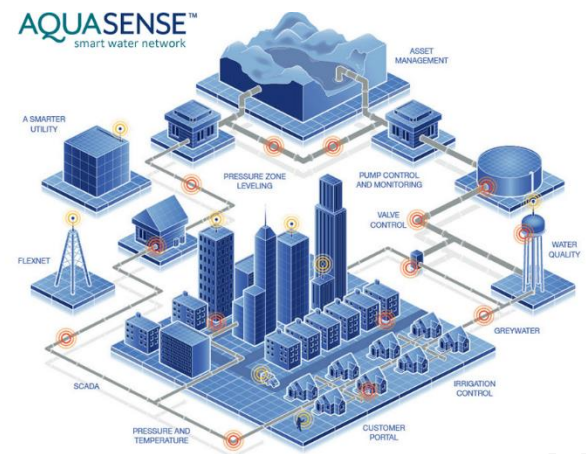 AQUASENSE™
smart water network
ASSET
MANAGEMENT
A SMARTER
UTILITY
PRESSURE ZONE
LEVELING
PUMP CONTROL
AND MONITORING
VALVE
CONTROL
FLEXNET
WATER
QUALITY
GREYWATER
SCADA
IRRIGATION
CONTROL
PRESSURE AND
TEMPERATURE
CUSTOMER
PORTAL